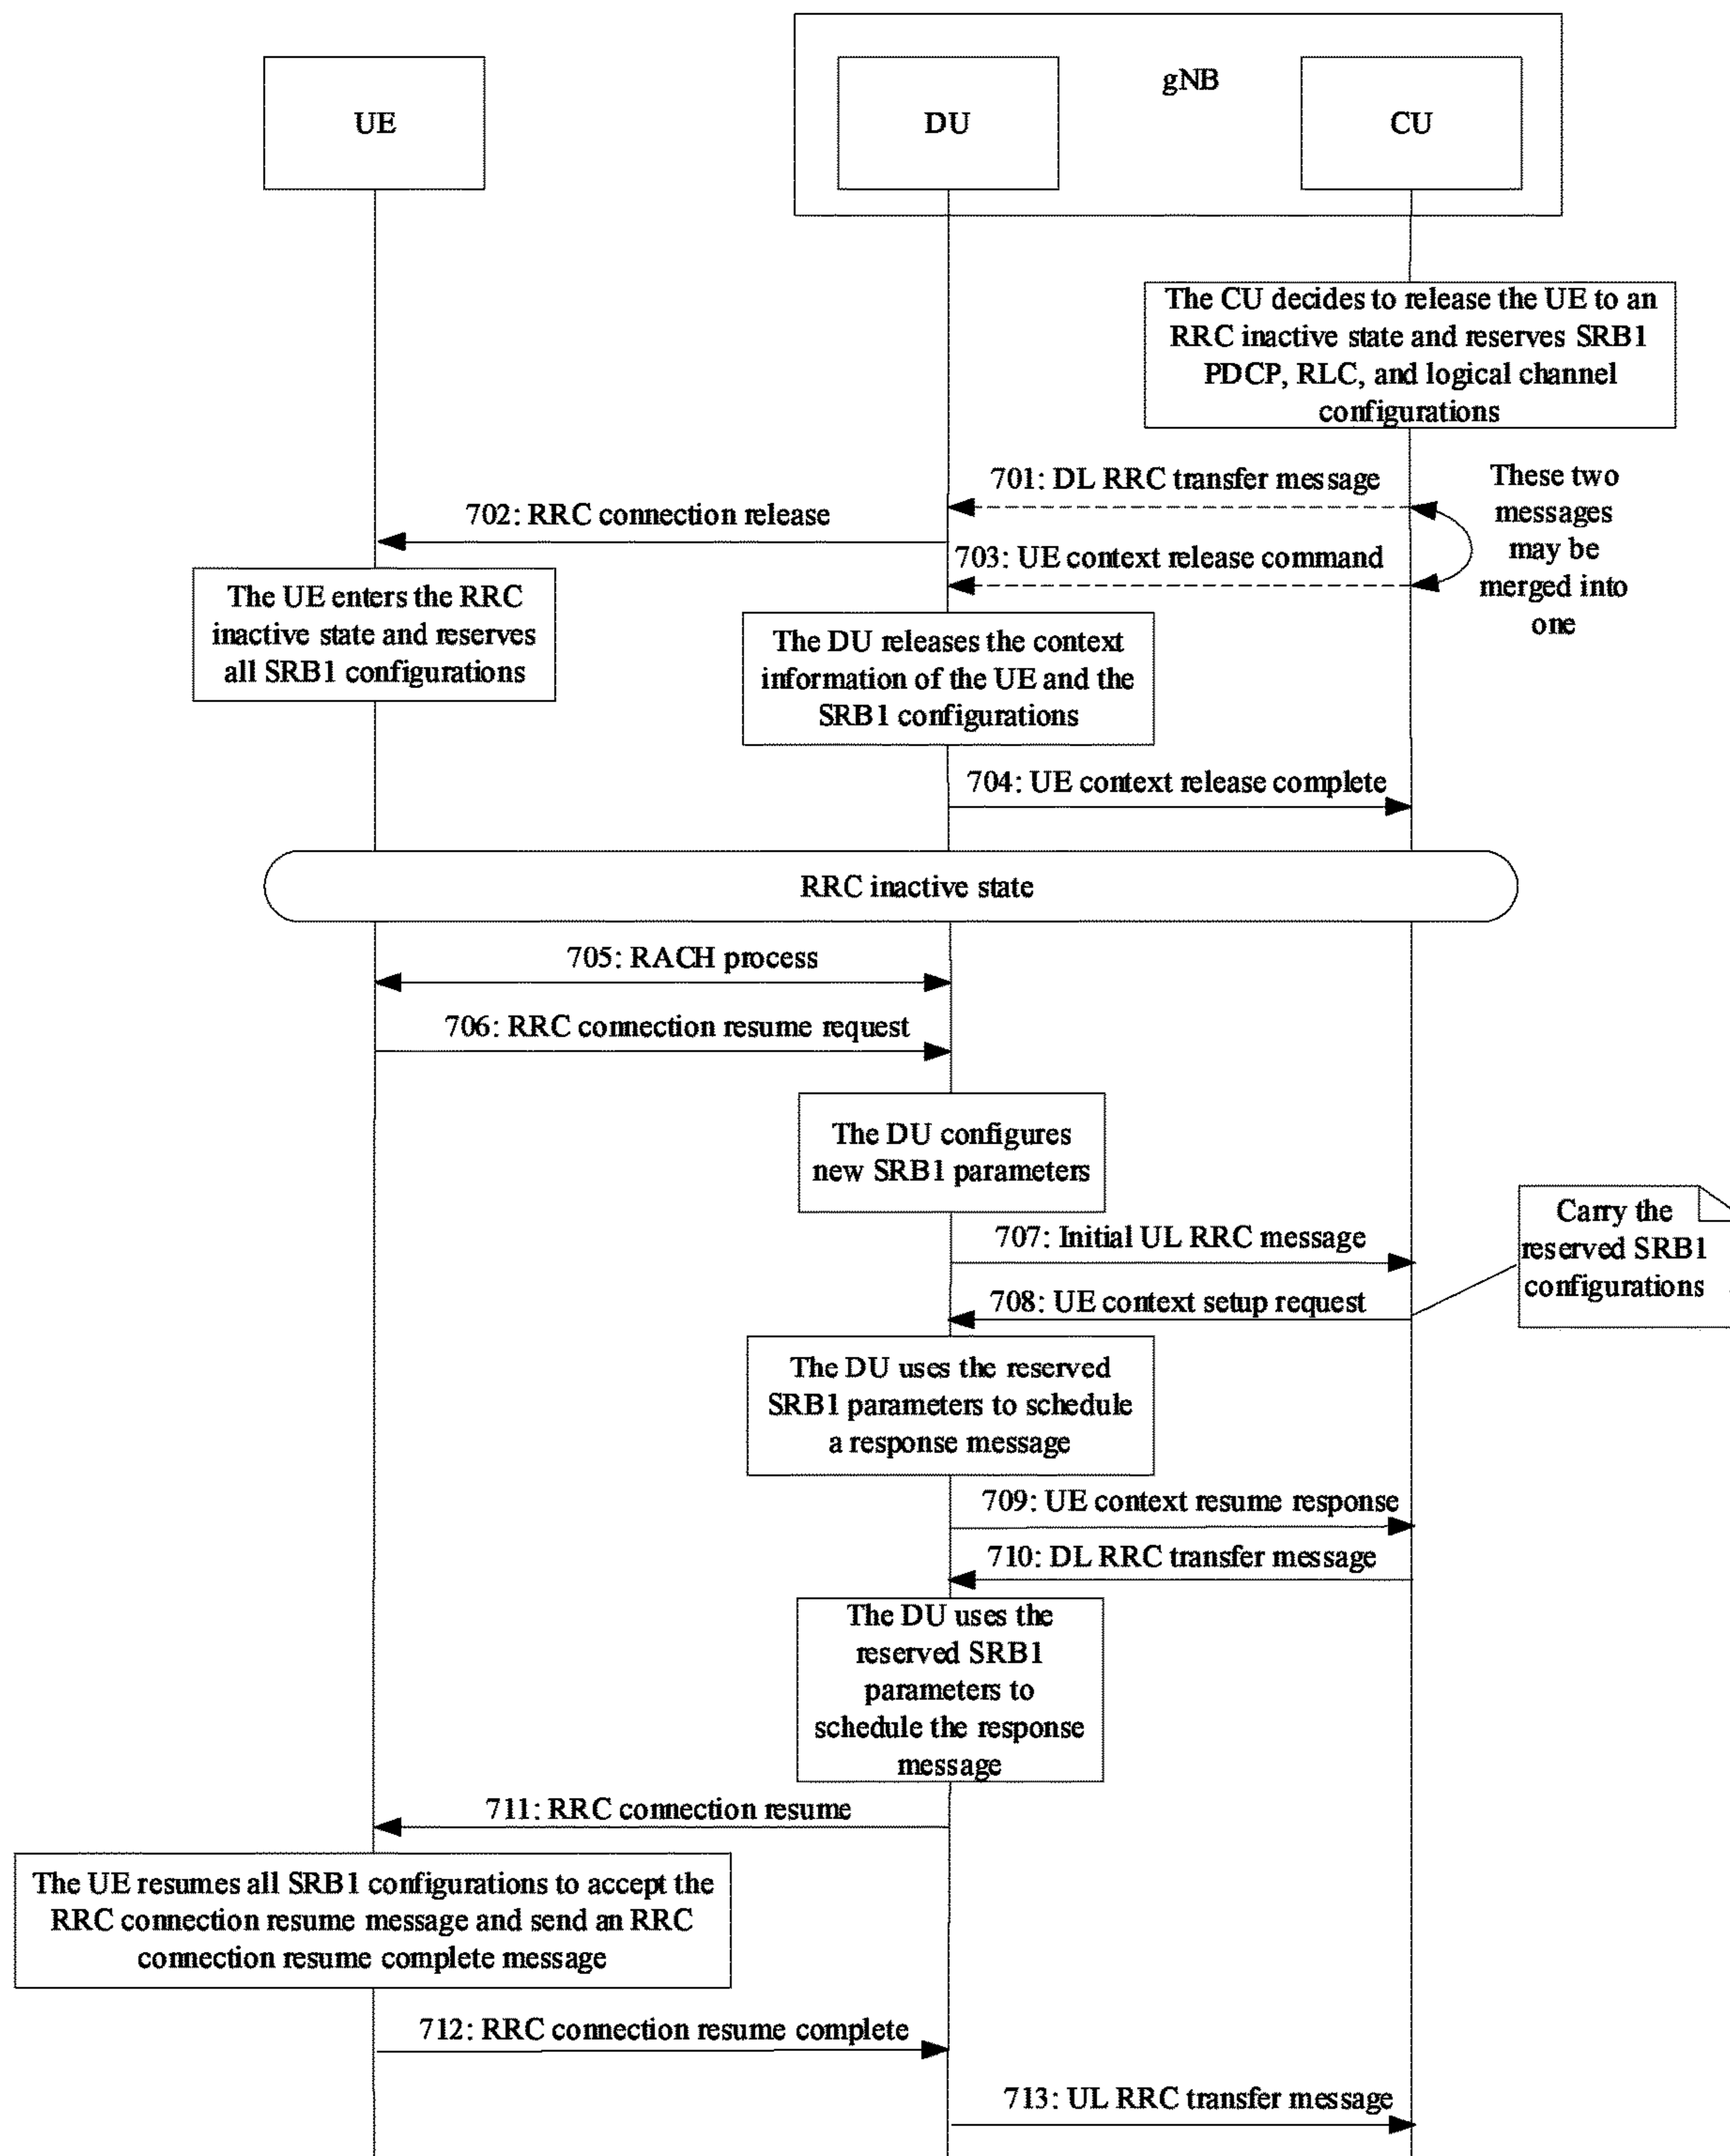 gNB
UE
DU
CU
The CU decides to release the UE to an
RRC inactive state and reserves SRB1
PDCP, RLC, and logical channel
configurations
701: DL RRC transfer message
These two
messages
may be
merged into
one
702: RRC connection release
703: UE context release command
The UE enters the RRC
inactive state and reserves
all SRB1 configurations
The DU releases the context
information of the UE and the
SRB1 configurations
704: UE context release complete
RRC inactive state
705: RACH process
706: RRC connection resume request
The DU configures
new SRB1 parameters
707: Initial UL RRC message
Carry the
reserved SRB1
configurations
708: UE context setup request
The DU uses the reserved
SRB1 parameters to schedule
a response message
709: UE context resume response
710: DL RRC transfer message
The DU uses the
reserved SRB1
parameters to
schedule the response
message
711: RRC connection resume
The UE resumes all SRB1 configurations to accept the
RRC connection resume message and send an RRC
connection resume complete message
712: RRC connection resume complete
713: UL RRC transfer message